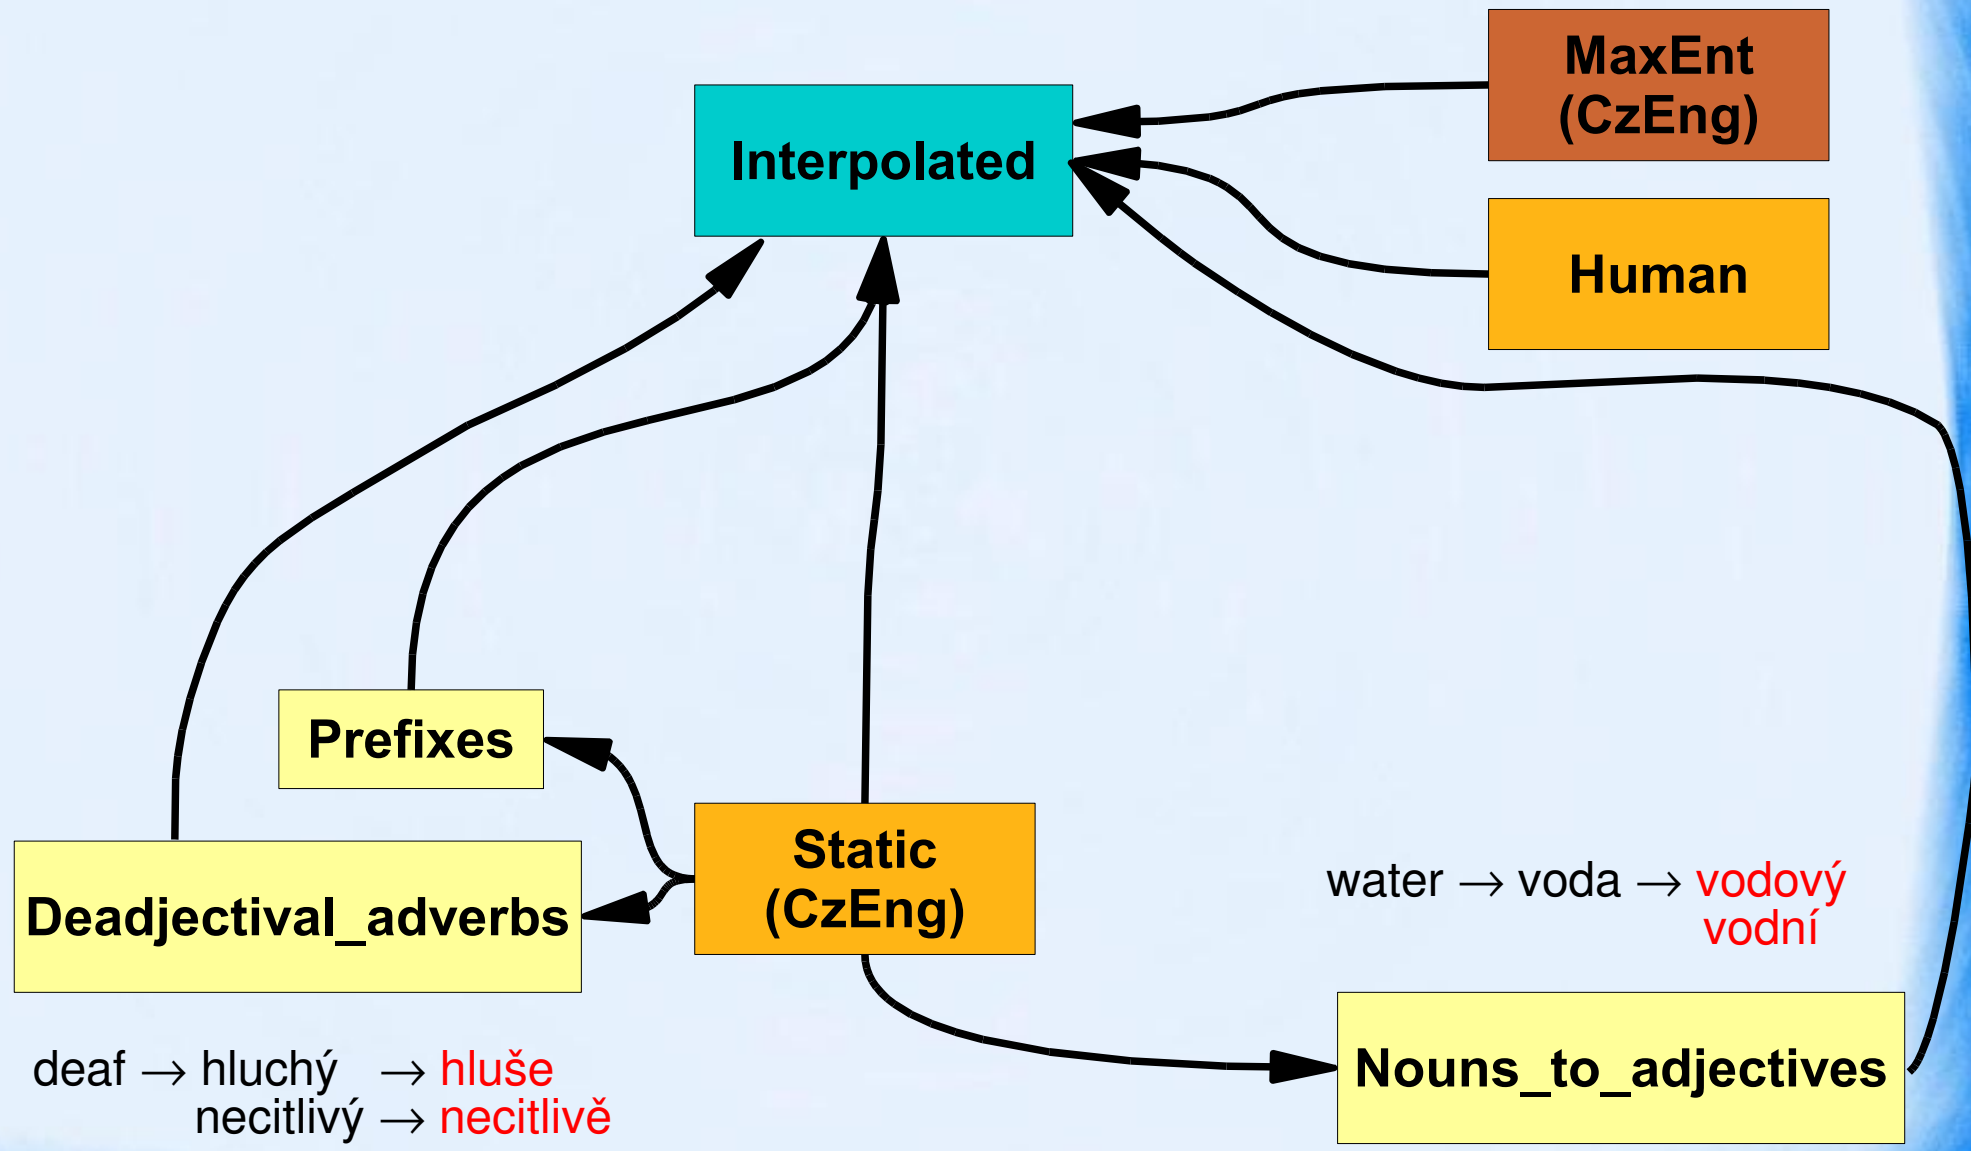 MaxEnt
(CzEng)
Interpolated
Human
Prefixes
Static
(CzEng)
Deadjectival_adverbs
water → voda → vodový
vodní
Nouns_to_adjectives
deaf → hluchý → hluše
necitlivý → necitlivě